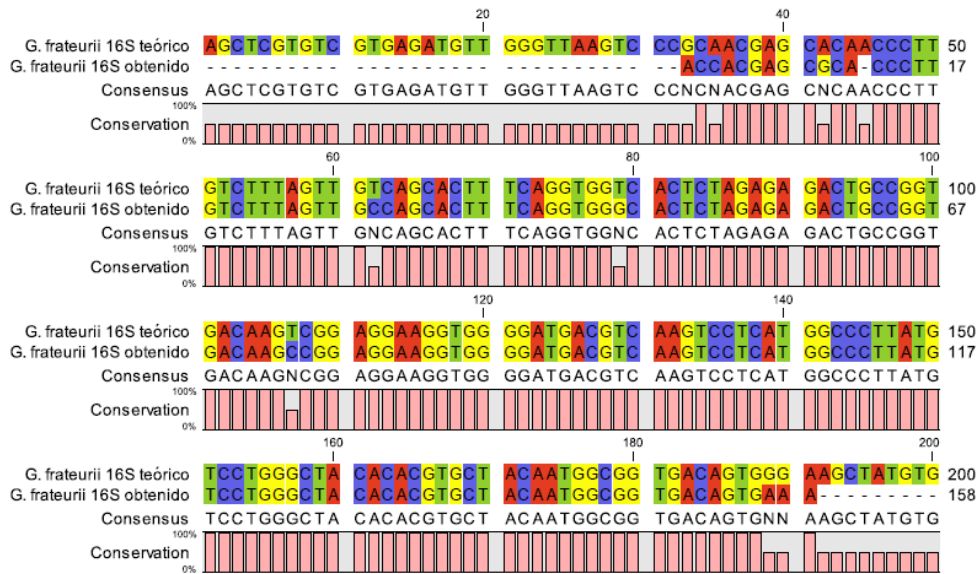 20 40
G. frateurii 16S teórico AGCTCGTGTC GTGAGATGTT GGGTTAAGTC CCGCAACGAG CACAACCCTT 50
G. frateurii 16S obtenido - - - - - - - - - - - - - - - - - - - - - - - - - - - - - - - - ACCACGAG CGCA-CCCTT 17
Consensus AGCTCGTGTC GTGAGATGTT GGGTTAAGTC CCNCNACGAG CNCAACCCTT
100%
Conservation
0%
60 80 100
G. frateurii 16S teórico GTCTTTAGTT GTCAGCACTT TCAGGTGGTC ACTCTAGAGA GACTGCCGGT 100
G. frateurii 16S obtenido GTCTTTAGTT GCCAGCACTT TCAGGTGGGC ACTCTAGAGA GACTGCCGGT 67
Consensus GTCTTTAGTT GNCAGCACTT TCAGGTGGNC ACTCTAGAGA GACTGCCGGT
100%
Conservation
0%
120 140
G. frateurii 16S teórico GACAAGTCGG AGGAAGGTGG GGATGACGTC AAGTCCTCAT GGCCCTTATG 150
G. frateurii 16S obtenido GACAAGCCGG AGGAAGGTGG GGATGACGTC AAGTCCTCAT GGCCCTTATG 117
Consensus GACAAGNCGG AGGAAGGTGG GGATGACGTC AAGTCCTCAT GGCCCTTATG
100%
Conservation
0%
160 180 200
G. frateurii 16S teórico TCCTGGGCTA CACACGTGCT ACAATGGCGG TGACAGTGGG AAGCTATGTG 200
G. frateurii 16S obtenido TCCTGGGCTA CACACGTGCT ACAATGGCGG TGACAGTGAA A - - - - - - - - - 158
Consensus TCCTGGGCTA CACACGTGCT ACAATGGCGG TGACAGTGNN AAGCTATGTG
100%
Conservation
0%